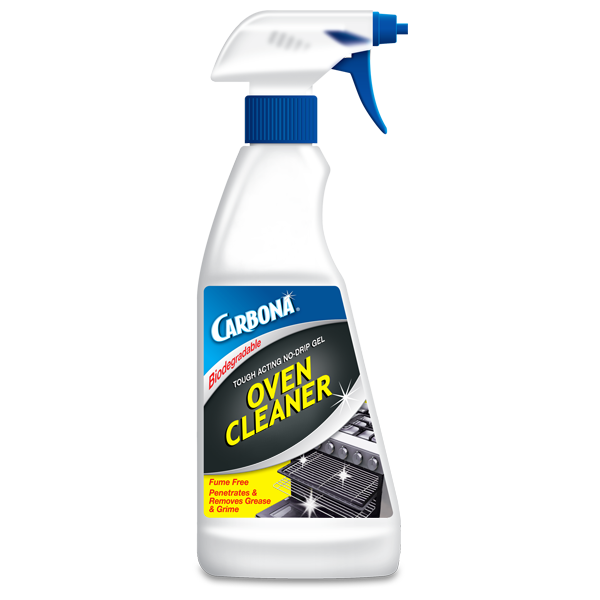 CARBONA®
Biodegradable
TOUGH ACTING NO-DRIP GEL
OVEN
CLEANER
Fume Free
Penetrates &
Removes Grease
& Grime